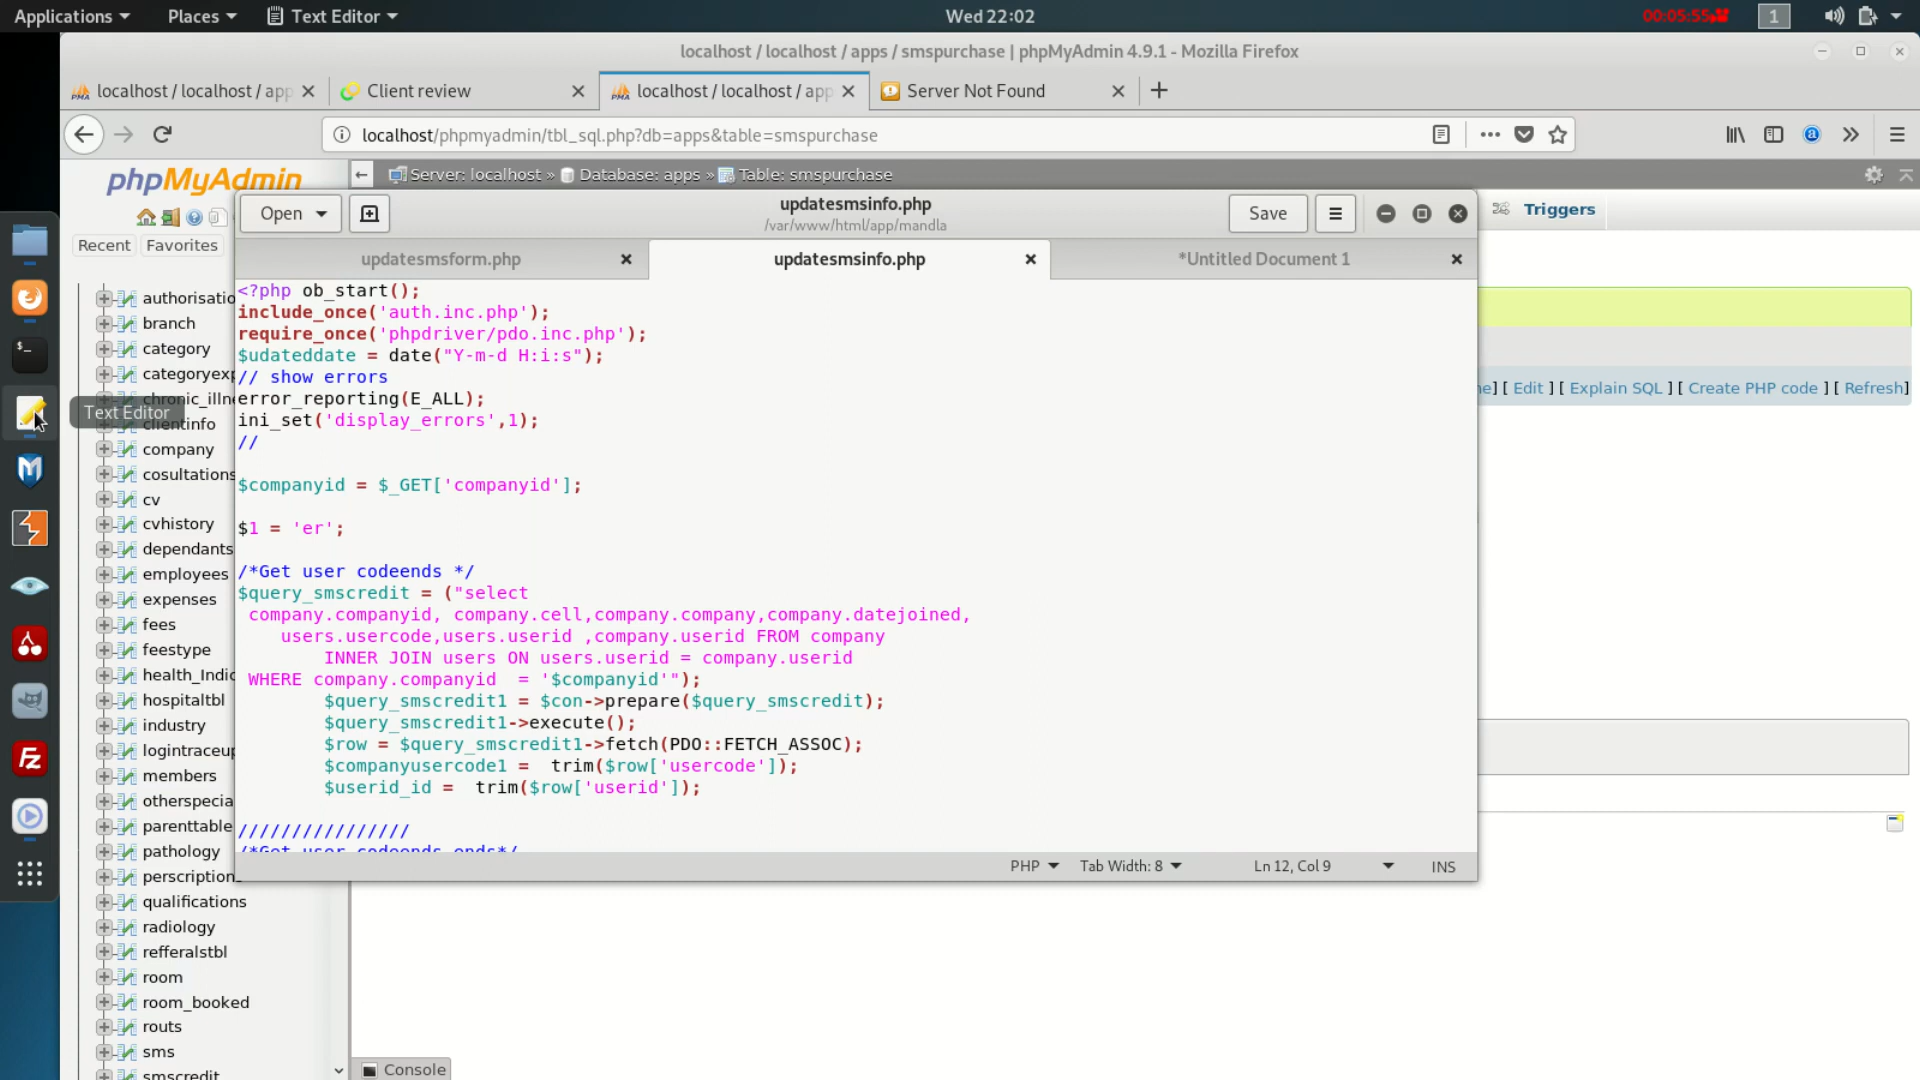 Applications Places Text Editor Wed 22:02 00:05:55 1
localhost / localhost / apps / smspurchase | phpMyAdmin 4.9.1 - Mozilla Firefox
localhost / localhost / app Client review localhost / localhost / app Server Not Found
localhost/phpmyadmin/tbl_sql.php?db=apps&table=smspurchase
phpMyAdmin
Server: localhost » Database: apps » Table: smspurchase
Recent Favorites
Triggers
authorisatio
branch
category
categoryexp
chronic_illne
clientinfo
company
cosultations
cv
cvhistory
dependants
employees
expenses
fees
feestype
health_Indic
hospitaltbl
industry
logintraceup
members
otherspecia
parenttable
pathology
perscription
qualifications
radiology
refferalstbl
room
room_booked
routs
sms
smscredit
Text Editor
Open
updatesmsinfo.php
/var/www/html/app/mandla
Save
updatesmsform.php updatesmsinfo.php *Untitled Document 1
<?php ob_start();
include_once('auth.inc.php');
require_once('phpdriver/pdo.inc.php');
$udateddate = date("Y-m-d H:i:s");
// show errors
error_reporting(E_ALL);
ini_set('display_errors',1);
//
$companyid = $_GET['companyid'];
$1 = 'er';
/*Get user codeends */
$query_smscredit = ("select
company.companyid, company.cell,company.company,company.datejoined,
users.usercode,users.userid ,company.userid FROM company
INNER JOIN users ON users.userid = company.userid
WHERE company.companyid  = '$companyid'");
$query_smscredit1 = $con->prepare($query_smscredit);
$query_smscredit1->execute();
$row = $query_smscredit1->fetch(PDO::FETCH_ASSOC);
$companyusercode1 =  trim($row['usercode']);
$userid_id =  trim($row['userid']);
////////////////
/*Get user codeends ends*/
PHP Tab Width: 8 Ln 12, Col 9 INS
] [ Edit ] [ Explain SQL ] [ Create PHP code ] [ Refresh]
Console